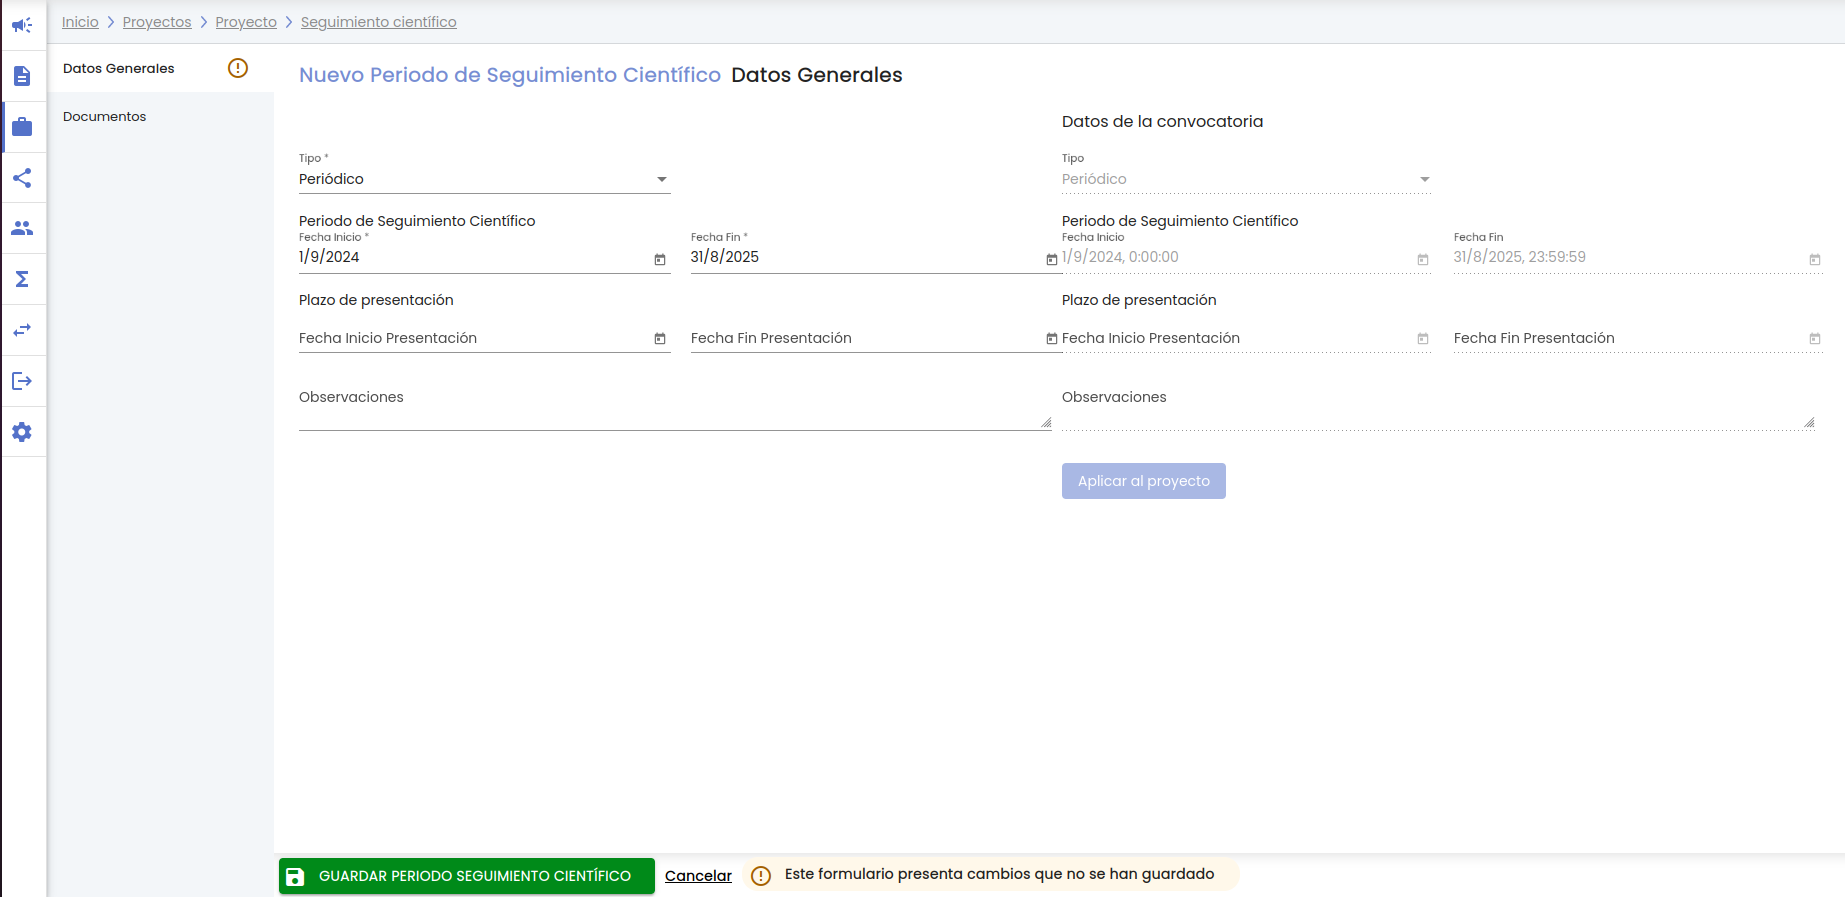 Inicio > Proyectos > Proyecto > Seguimiento científico
Datos Generales
Documentos
Nuevo Periodo de Seguimiento Científico Datos Generales
Datos de la convocatoria
Tipo * Tipo
Periódico Periódico
Periodo de Seguimiento Científico Periodo de Seguimiento Científico
Fecha Inicio * Fecha Fin * Fecha Inicio Fecha Fin
1/9/2024 31/8/2025 1/9/2024, 0:00:00 31/8/2025, 23:59:59
Plazo de presentación Plazo de presentación
Fecha Inicio Presentación Fecha Fin Presentación Fecha Inicio Presentación Fecha Fin Presentación
Observaciones Observaciones
Aplicar al proyecto
GUARDAR PERIODO SEGUIMIENTO CIENTÍFICO Cancelar Este formulario presenta cambios que no se han guardado